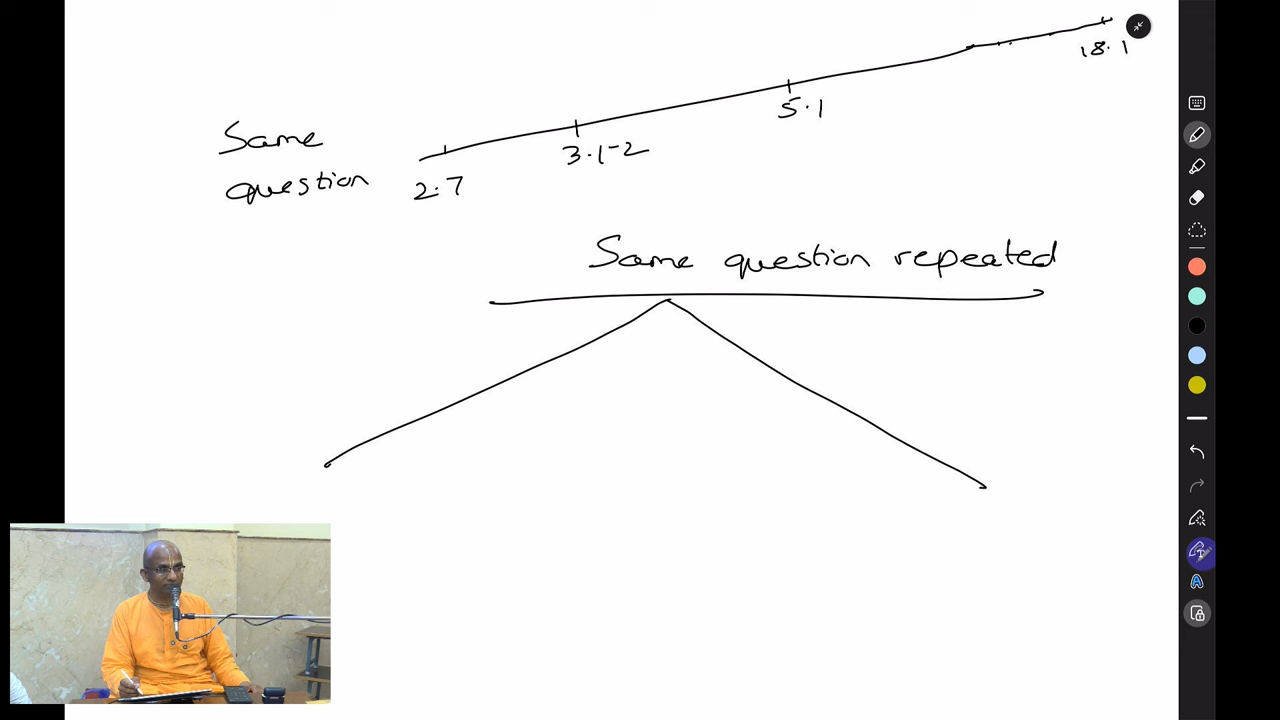 18.1
5.1
3.1-2
2.7
Same
question
Same question repeated